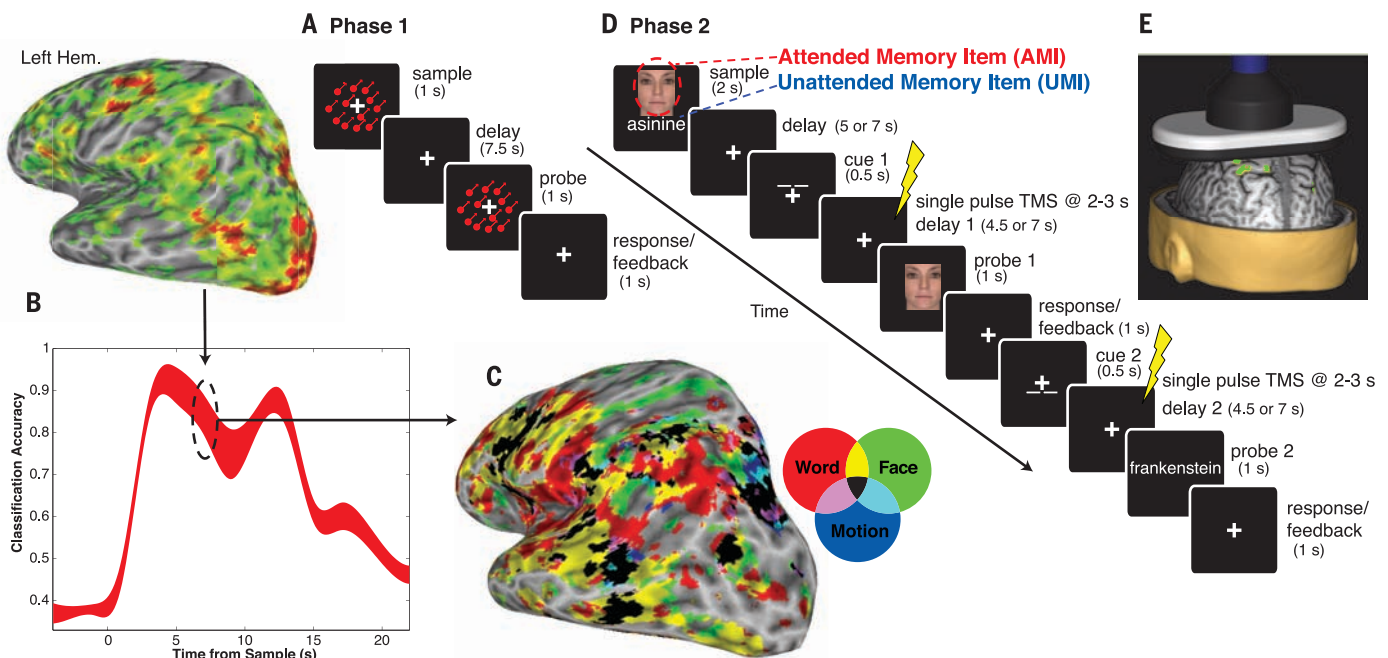 A Phase 1
Left Hem.
sample
(1 s)
delay
(7.5 s)
probe
(1 s)
response/
feedback
(1 s)
B
1
0.9
0.8
0.7
0.6
0.5
0.4
Classification Accuracy
0
5
10
15
20
Time from Sample (s)
C
Word
Face
Motion
D Phase 2
Attended Memory Item (AMI)
Unattended Memory Item (UMI)
asinine
sample
(2 s)
delay (5 or 7 s)
cue 1
(0.5 s)
single pulse TMS @ 2-3 s
delay 1 (4.5 or 7 s)
probe 1
(1 s)
Time
response/
feedback (1 s)
cue 2
(0.5 s)
single pulse TMS @ 2-3 s
delay 2 (4.5 or 7 s)
frankenstein
probe 2
(1 s)
response/
feedback
(1 s)
E